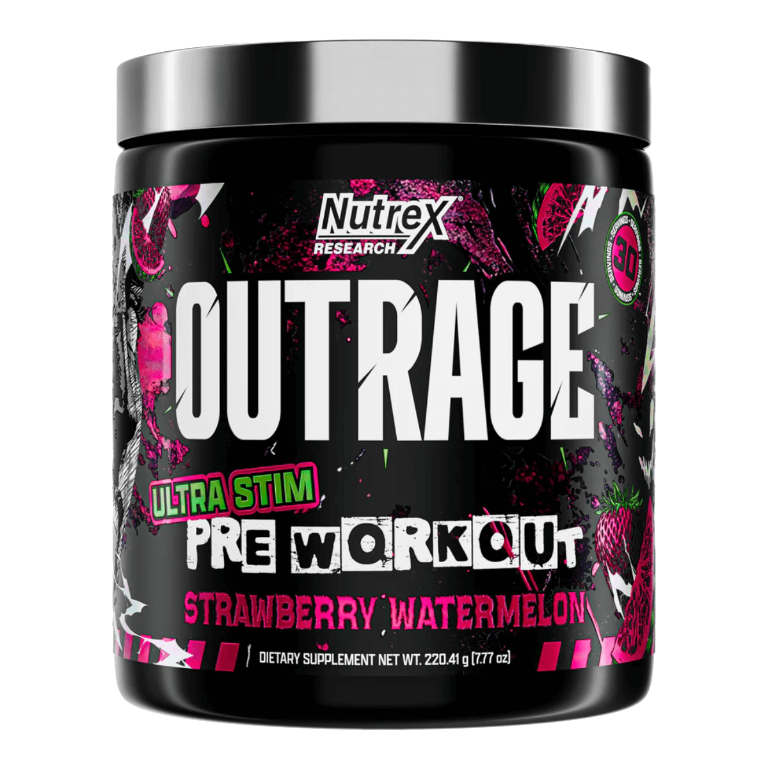 Nutrex
RESEARCH
30
SERVINGS
OUTRAGE
ULTRA STIM
PRE WORKOUT
STRAWBERRY WATERMELON
DIETARY SUPPLEMENT NET WT. 220.41 g (7.77 oz)